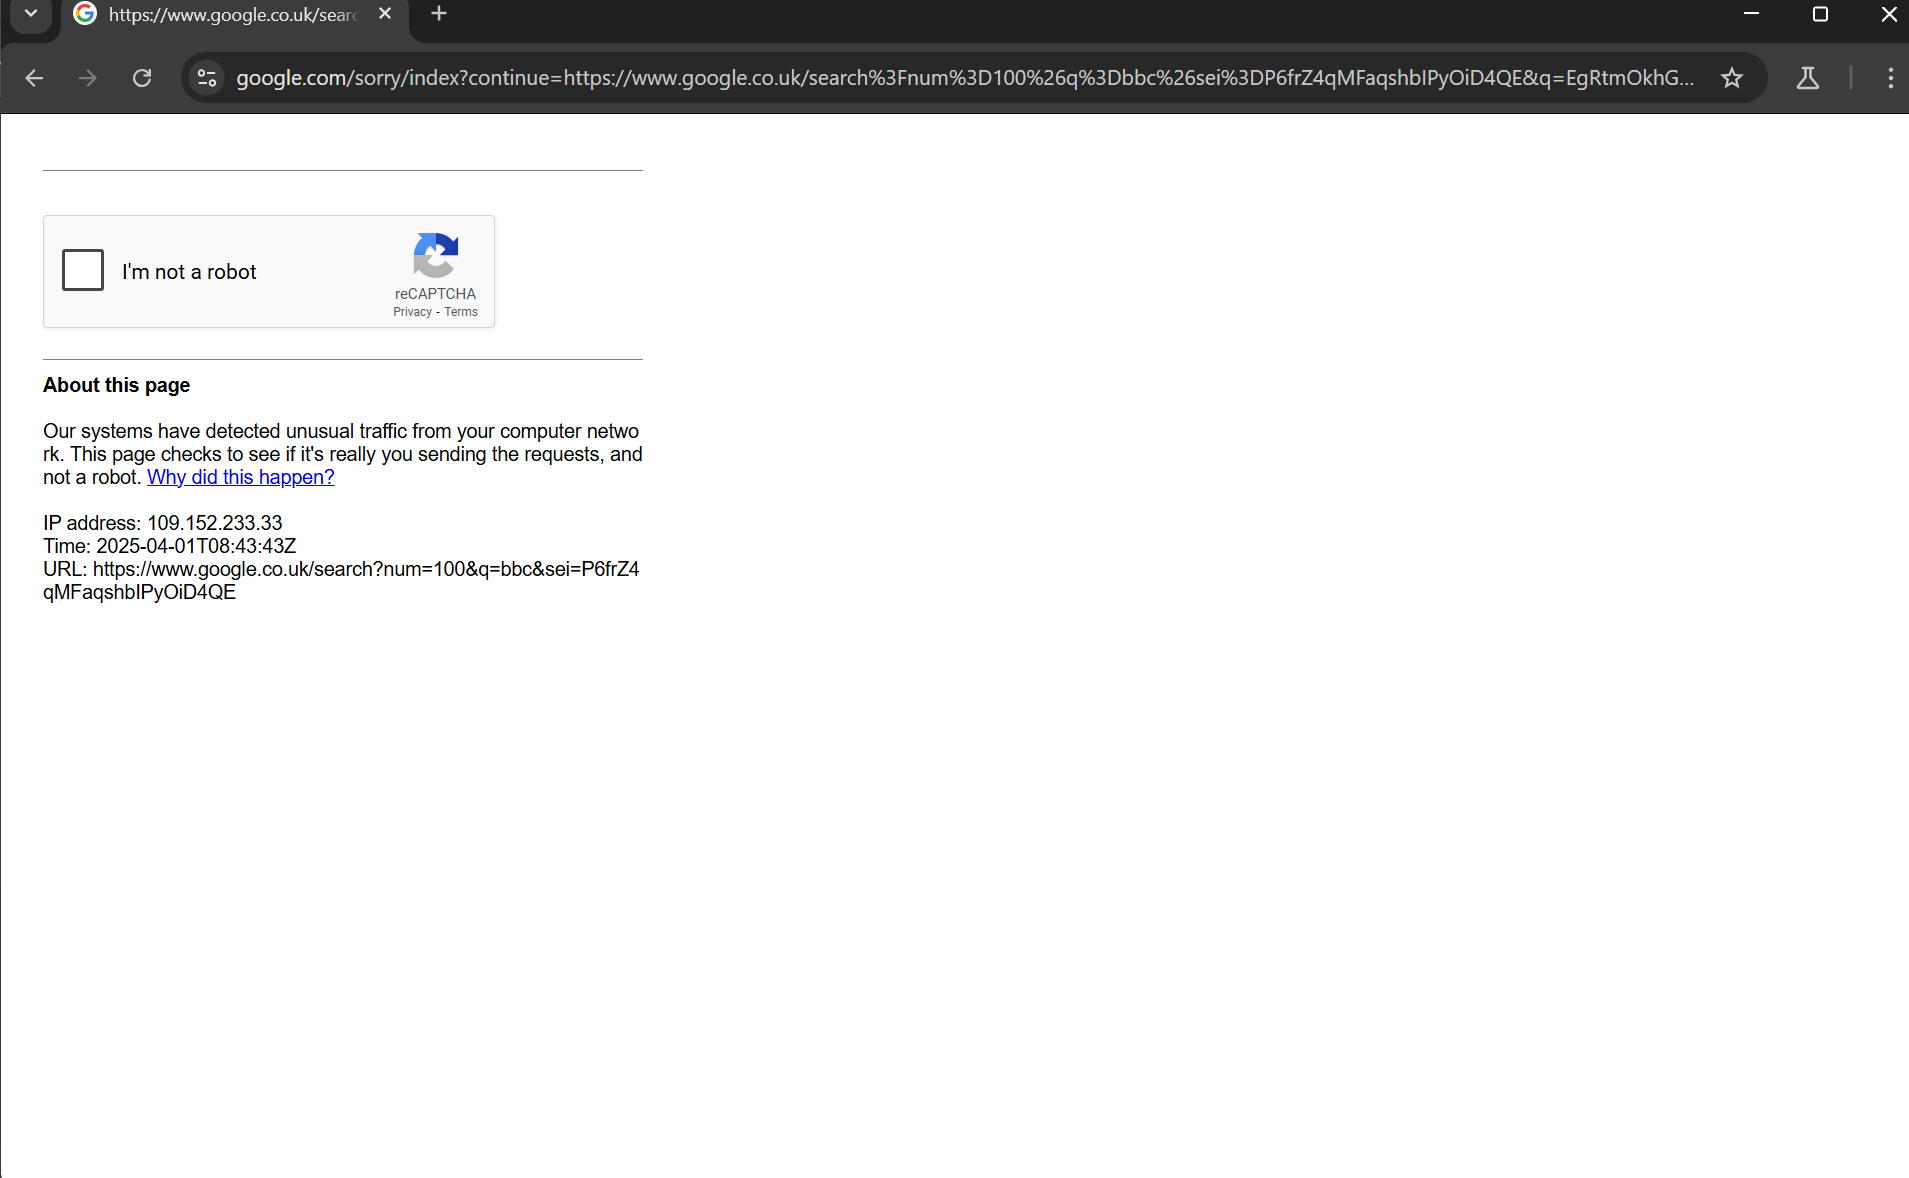 https://www.google.co.uk/searc
google.com/sorry/index?continue=https://www.google.co.uk/search%3Fnum%3D100%26q%3Dbbc%26sei%3DP6frZ4qMFaqshbIPyOiD4QE&q=EgRtmOkhG...
I'm not a robot
reCAPTCHA
Privacy - Terms
About this page
Our systems have detected unusual traffic from your computer netwo
rk. This page checks to see if it's really you sending the requests, and
not a robot. Why did this happen?
IP address: 109.152.233.33
Time: 2025-04-01T08:43:43Z
URL: https://www.google.co.uk/search?num=100&q=bbc&sei=P6frZ4
qMFaqshbIPyOiD4QE